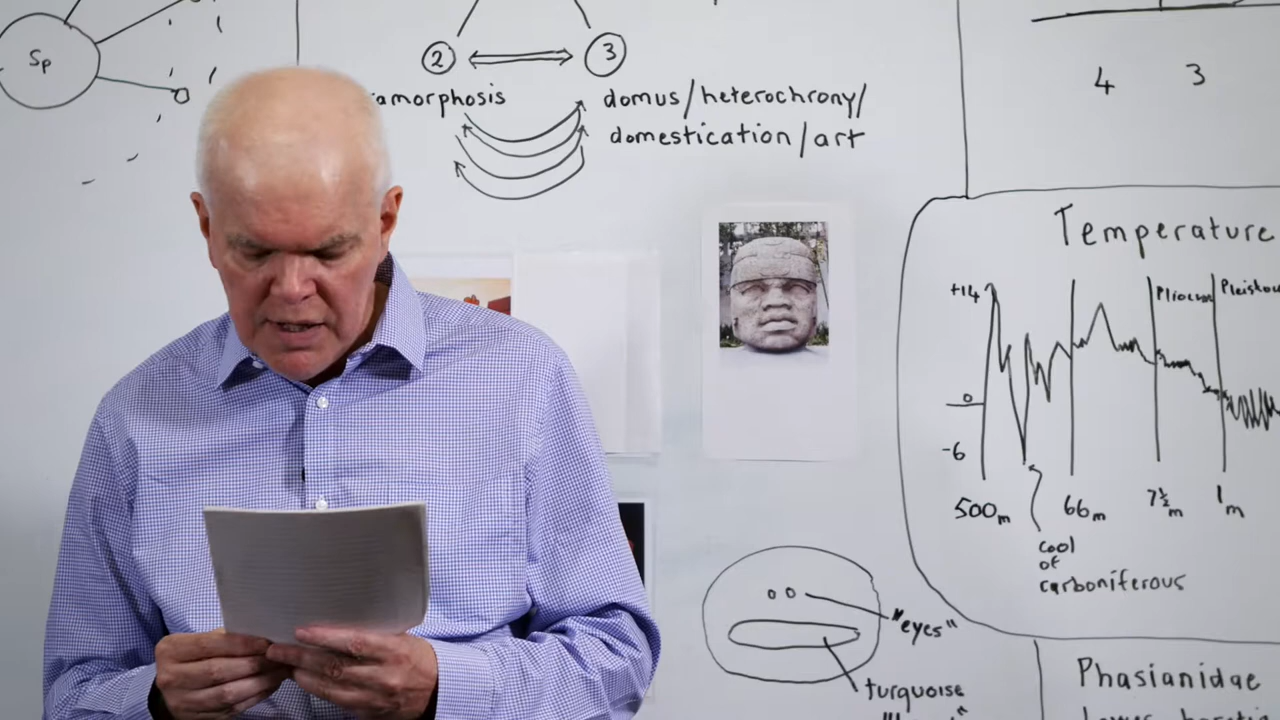 Sp
2
3
domus/heterochrony/
domestication/art
4 3
Temperature
+14
Pliocene
0
-6
500m
66m
7½m
1m
cool
of
carboniferous
"eyes"
turquoise
Phasianidae